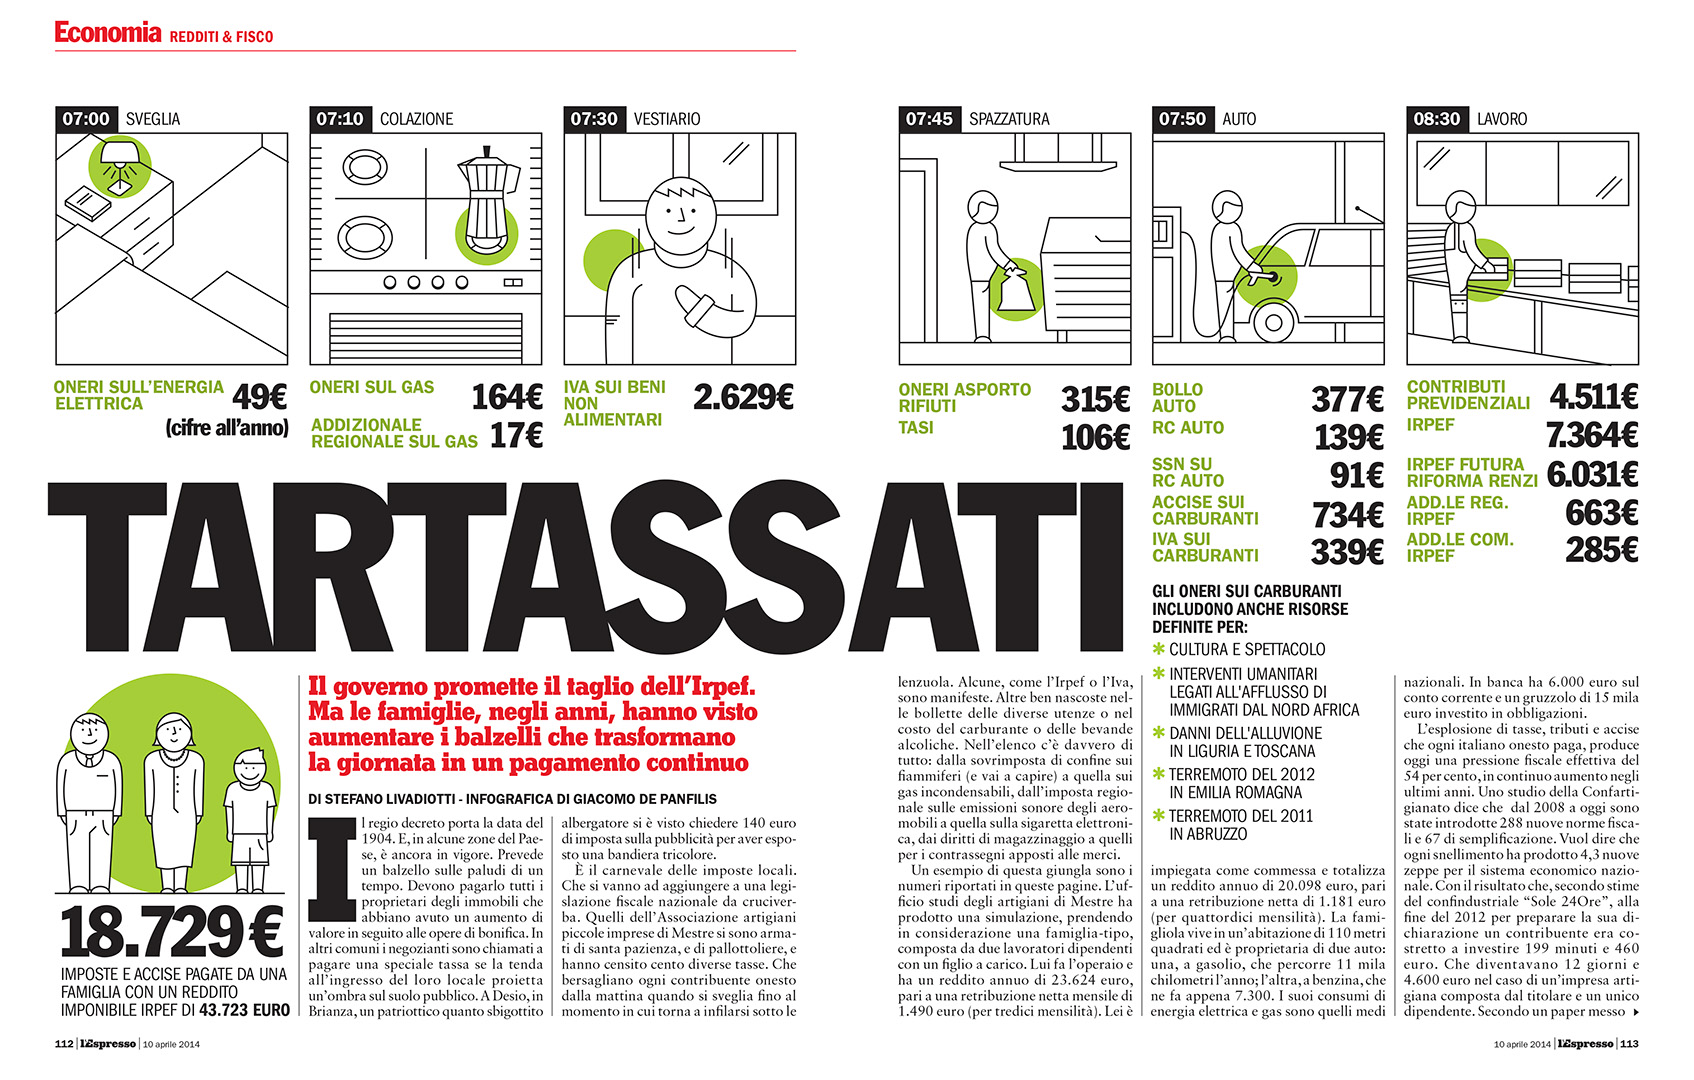 Economia REDDITI & FISCO
07:00 SVEGLIA
ONERI SULL'ENERGIA
ELETTRICA
49€
(cifre all'anno)
07:10 COLAZIONE
ONERI SUL GAS
164€
ADDIZIONALE
REGIONALE SUL GAS
17€
07:30 VESTIARIO
IVA SUI BENI
NON
ALIMENTARI
2.629€
07:45 SPAZZATURA
ONERI ASPORTO
RIFIUTI
315€
TASI
106€
07:50 AUTO
B0LLO
AUTO
377€
RC AUTO
139€
SSN SU
RC AUTO
91€
ACCISE SUI
CARBURANTI
734€
IVA SUI
CARBURANTI
339€
08:30 LAVORO
CONTRIBUTI
PREVIDENZIALI
4.511€
IRPEF
7.364€
IRPEF FUTURA
RIFORMA RENZI
6.031€
ADD.LE REG.
IRPEF
663€
ADD.LE COM.
IRPEF
285€
TARTASSATI
18.729€
IMPOSTE E ACCISE PAGATE DA UNA
FAMIGLIA CON UN REDDITO
IMPONIBILE IRPEF DI 43.723 EURO
Il governo promette il taglio dell'Irpef.
Ma le famiglie, negli anni, hanno visto
aumentare i balzelli che trasformano
la giornata in un pagamento continuo
DI STEFANO LIVADIOTTI - INFOGRAFICA DI GIACOMO DE PANFILIS
Il regio decreto porta la data del
1904. E, in alcune zone del Pae-
se, è ancora in vigore. Prevede
un balzello sulle paludi di un
tempo. Devono pagarlo tutti i
proprietari degli immobili che
abbiano avuto un aumento di
valore in seguito alle opere di bonifica. In
altri comuni i negozianti sono chiamati a
pagare una speciale tassa se la tenda
all'ingresso del loro locale proietta
un'ombra sul suolo pubblico. A Desio, in
Brianza, un patriottico quanto sbigottito
albergatore si è visto chiedere 140 euro
di imposta sulla pubblicità per aver espo-
sto una bandiera tricolore.
È il carnevale delle imposte locali.
Che si vanno ad aggiungere a una legi-
slazione fiscale nazionale da cruciver-
ba. Quelli dell'Associazione artigiani
piccole imprese di Mestre si sono arma-
ti di santa pazienza, e di pallottoliere, e
hanno censito cento diverse tasse. Che
bersagliano ogni contribuente onesto
dalla mattina quando si sveglia fino al
momento in cui torna a infilarsi sotto le
lenzuola. Alcune, come l'Irpef o l'Iva,
sono manifeste. Altre ben nascoste nel-
le bollette delle diverse utenze o nel
costo del carburante o delle bevande
alcoliche. Nell'elenco c'è davvero di
tutto: dalla sovrimposta di confine sui
fiammiferi (e vai a capire) a quella sui
gas incondensabili, dall'imposta regio-
nale sulle emissioni sonore degli aero-
mobili a quella sulla sigaretta elettroni-
ca, dai diritti di magazzinaggio a quelli
per i contrassegni apposti alle merci.
Un esempio di questa giungla sono i
numeri riportati in queste pagine. L'uf-
ficio studi degli artigiani di Mestre ha
prodotto una simulazione, prendendo
in considerazione una famiglia-tipo,
composta da due lavoratori dipendenti
con un figlio a carico. Lui fa l'operaio e
ha un reddito annuo di 23.624 euro,
pari a una retribuzione netta mensile di
1.490 euro (per tredici mensilità). Lei è
GLI ONERI SUI CARBURANTI
INCLUDONO ANCHE RISORSE
DEFINITE PER:
* CULTURA E SPETTACOLO
* INTERVENTI UMANITARI
LEGATI ALL'AFFLUSSO DI
IMMIGRATI DAL NORD AFRICA
* DANNI DELL'ALLUVIONE
IN LIGURIA E TOSCANA
* TERREMOTO DEL 2012
IN EMILIA ROMAGNA
* TERREMOTO DEL 2011
IN ABRUZZO
impiegata come commessa e totalizza
un reddito annuo di 20.098 euro, pari
a una retribuzione netta di 1.181 euro
(per quattordici mensilità). La fami-
gliola vive in un'abitazione di 110 metri
quadrati ed è proprietaria di due auto:
una, a gasolio, che percorre 11 mila
chilometri l'anno; l'altra, a benzina, che
ne fa appena 7.300. I suoi consumi di
energia elettrica e gas sono quelli medi
nazionali. In banca ha 6.000 euro sul
conto corrente e un gruzzolo di 15 mila
euro investito in obbligazioni.
L'esplosione di tasse, tributi e accise
che ogni italiano onesto paga, produce
oggi una pressione fiscale effettiva del
54 per cento, in continuo aumento negli
ultimi anni. Uno studio della Confarti-
gianato dice che dal 2008 a oggi sono
state introdotte 288 nuove norme fisca-
li e 67 di semplificazione. Vuol dire che
ogni snellimento ha prodotto 4,3 nuove
zeppe per il sistema economico nazio-
nale. Con il risultato che, secondo stime
del confindustriale "Sole 24Ore", alla
fine del 2012 per preparare la sua di-
chiarazione un contribuente era co-
stretto a investire 199 minuti e 460
euro. Che diventavano 12 giorni e
4.600 euro nel caso di un'impresa arti-
giana composta dal titolare e un unico
dipendente. Secondo un paper messo
112 | l'Espresso | 10 aprile 2014
10 aprile 2014 | l'Espresso | 113